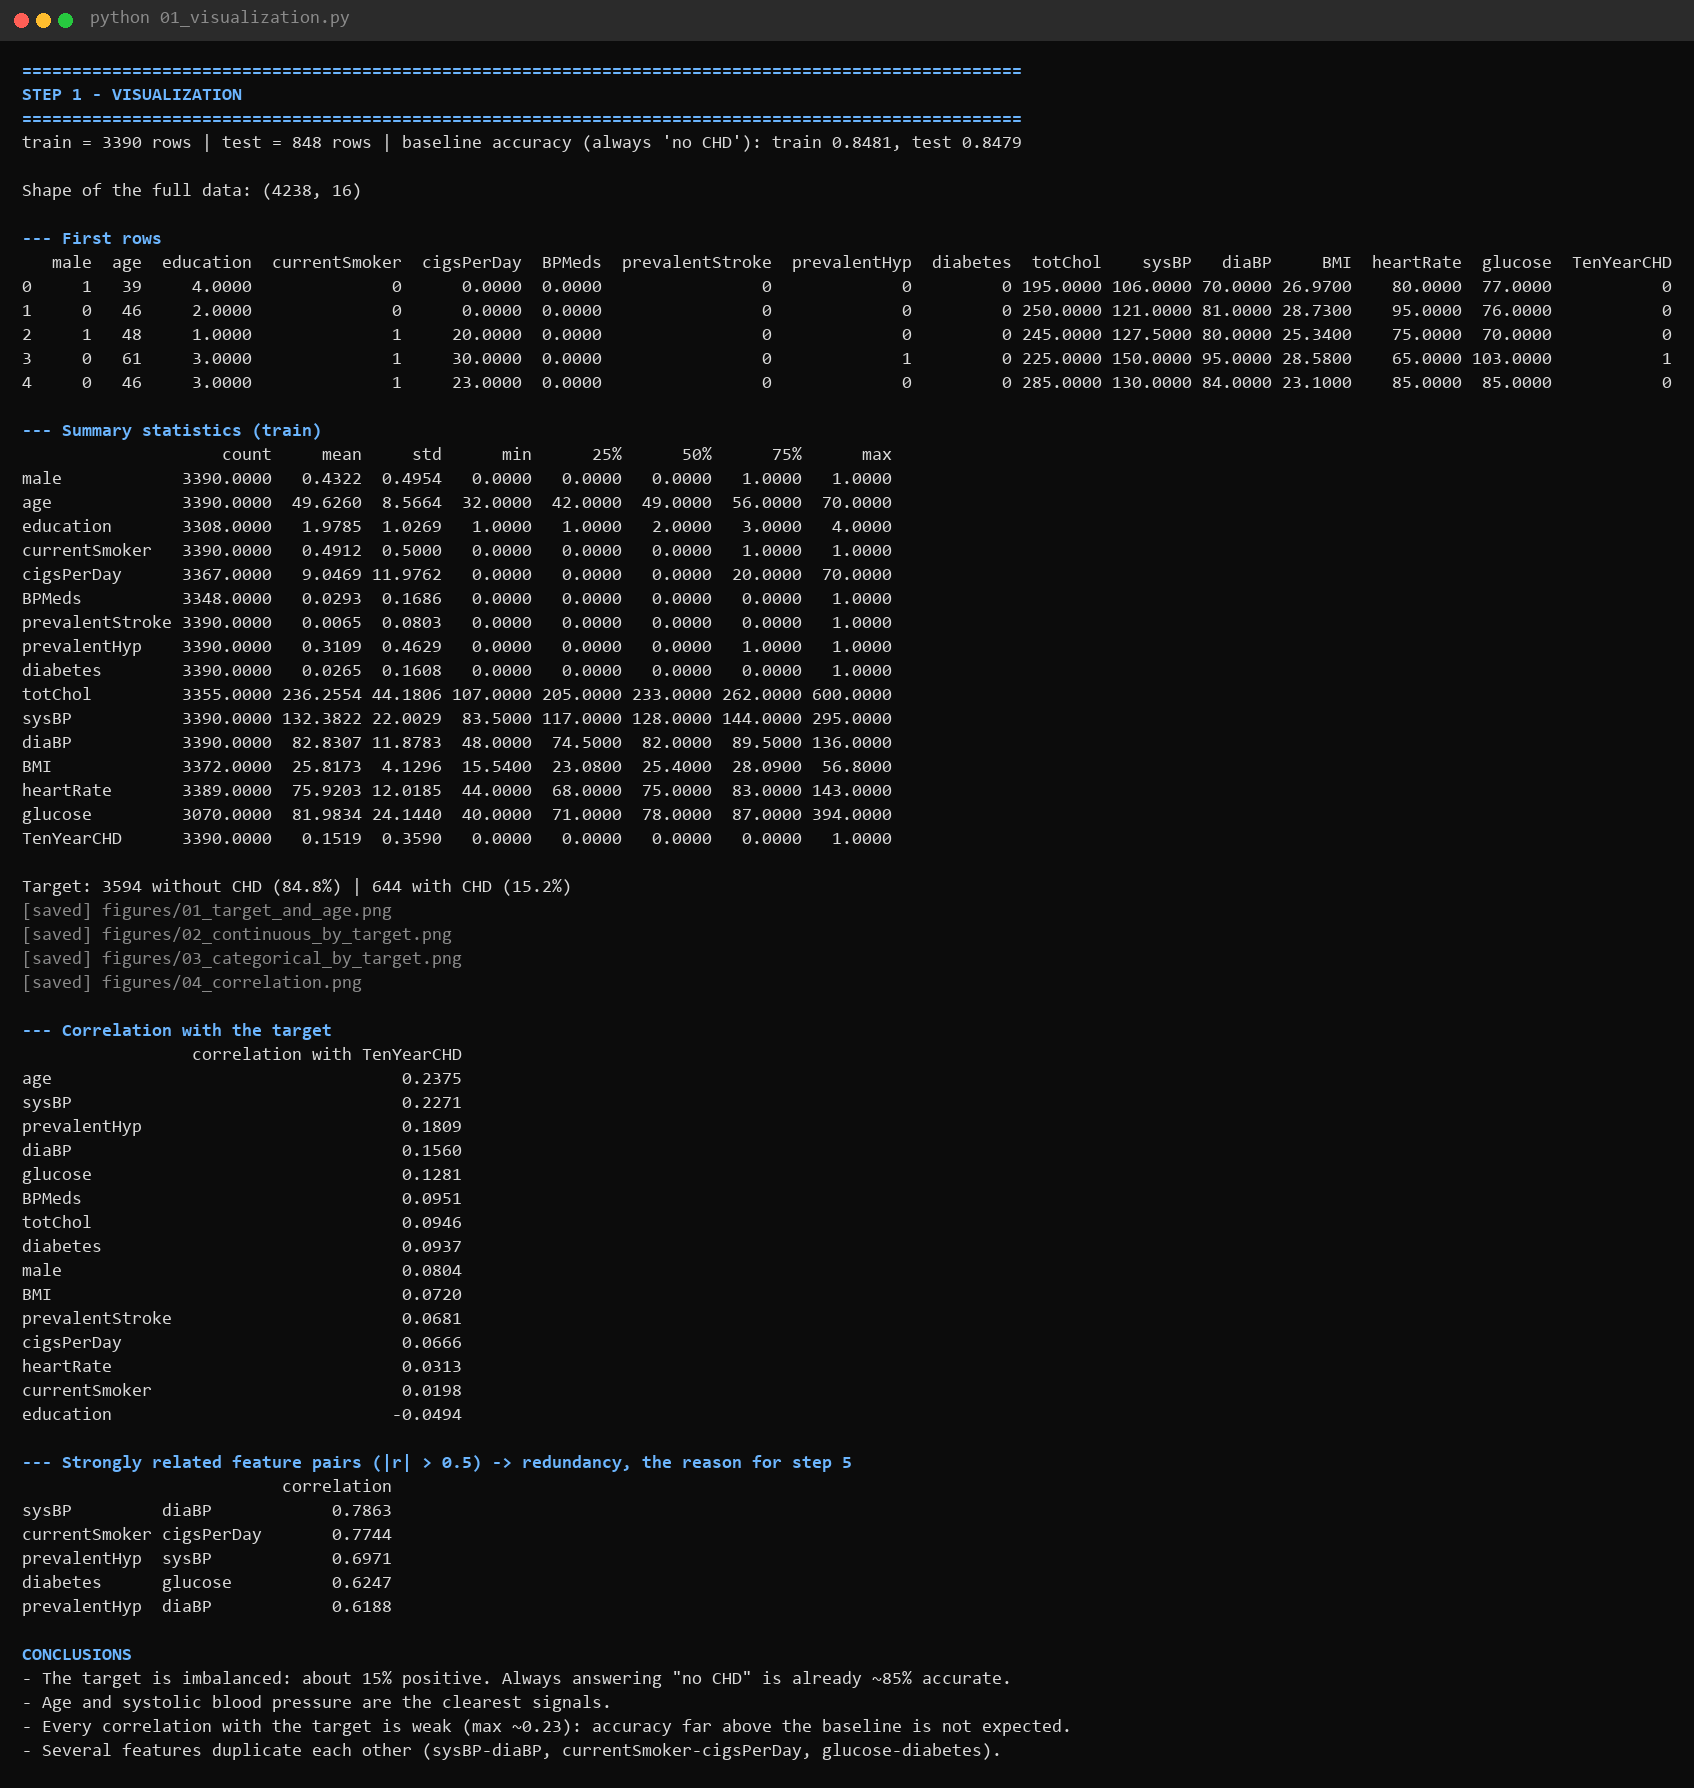 python 01_visualization.py
====================================================================================================
STEP 1 - VISUALIZATION
====================================================================================================
train = 3390 rows | test = 848 rows | baseline accuracy (always 'no CHD'): train 0.8481, test 0.8479
Shape of the full data: (4238, 16)
--- First rows
   male  age  education  currentSmoker  cigsPerDay  BPMeds  prevalentStroke  prevalentHyp  diabetes  totChol    sysBP   diaBP     BMI  heartRate  glucose  TenYearCHD
0     1   39     4.0000              0      0.0000  0.0000                0             0         0 195.0000 106.0000 70.0000 26.9700    80.0000  77.0000           0
1     0   46     2.0000              0      0.0000  0.0000                0             0         0 250.0000 121.0000 81.0000 28.7300    95.0000  76.0000           0
2     1   48     1.0000              1     20.0000  0.0000                0             0         0 245.0000 127.5000 80.0000 25.3400    75.0000  70.0000           0
3     0   61     3.0000              1     30.0000  0.0000                0             1         0 225.0000 150.0000 95.0000 28.5800    65.0000 103.0000           1
4     0   46     3.0000              1     23.0000  0.0000                0             0         0 285.0000 130.0000 84.0000 23.1000    85.0000  85.0000           0
--- Summary statistics (train)
                    count     mean     std      min      25%      50%      75%      max
male            3390.0000   0.4322  0.4954   0.0000   0.0000   0.0000   1.0000   1.0000
age             3390.0000  49.6260  8.5664  32.0000  42.0000  49.0000  56.0000  70.0000
education       3308.0000   1.9785  1.0269   1.0000   1.0000   2.0000   3.0000   4.0000
currentSmoker   3390.0000   0.4912  0.5000   0.0000   0.0000   0.0000   1.0000   1.0000
cigsPerDay      3367.0000   9.0469 11.9762   0.0000   0.0000   0.0000  20.0000  70.0000
BPMeds          3348.0000   0.0293  0.1686   0.0000   0.0000   0.0000   0.0000   1.0000
prevalentStroke 3390.0000   0.0065  0.0803   0.0000   0.0000   0.0000   0.0000   1.0000
prevalentHyp    3390.0000   0.3109  0.4629   0.0000   0.0000   0.0000   1.0000   1.0000
diabetes        3390.0000   0.0265  0.1608   0.0000   0.0000   0.0000   0.0000   1.0000
totChol         3355.0000 236.2554 44.1806 107.0000 205.0000 233.0000 262.0000 600.0000
sysBP           3390.0000 132.3822 22.0029  83.5000 117.0000 128.0000 144.0000 295.0000
diaBP           3390.0000  82.8307 11.8783  48.0000  74.5000  82.0000  89.5000 136.0000
BMI             3372.0000  25.8173  4.1296  15.5400  23.0800  25.4000  28.0900  56.8000
heartRate       3389.0000  75.9203 12.0185  44.0000  68.0000  75.0000  83.0000 143.0000
glucose         3070.0000  81.9834 24.1440  40.0000  71.0000  78.0000  87.0000 394.0000
TenYearCHD      3390.0000   0.1519  0.3590   0.0000   0.0000   0.0000   0.0000   1.0000
Target: 3594 without CHD (84.8%) | 644 with CHD (15.2%)
[saved] figures/01_target_and_age.png
[saved] figures/02_continuous_by_target.png
[saved] figures/03_categorical_by_target.png
[saved] figures/04_correlation.png
--- Correlation with the target
                 correlation with TenYearCHD
age                                   0.2375
sysBP                                 0.2271
prevalentHyp                          0.1809
diaBP                                 0.1560
glucose                               0.1281
BPMeds                                0.0951
totChol                               0.0946
diabetes                              0.0937
male                                  0.0804
BMI                                   0.0720
prevalentStroke                       0.0681
cigsPerDay                            0.0666
heartRate                             0.0313
currentSmoker                         0.0198
education                            -0.0494
--- Strongly related feature pairs (|r| > 0.5) -> redundancy, the reason for step 5
                          correlation
sysBP         diaBP            0.7863
currentSmoker cigsPerDay       0.7744
prevalentHyp  sysBP            0.6971
diabetes      glucose          0.6247
prevalentHyp  diaBP            0.6188
CONCLUSIONS
- The target is imbalanced: about 15% positive. Always answering "no CHD" is already ~85% accurate.
- Age and systolic blood pressure are the clearest signals.
- Every correlation with the target is weak (max ~0.23): accuracy far above the baseline is not expected.
- Several features duplicate each other (sysBP-diaBP, currentSmoker-cigsPerDay, glucose-diabetes).